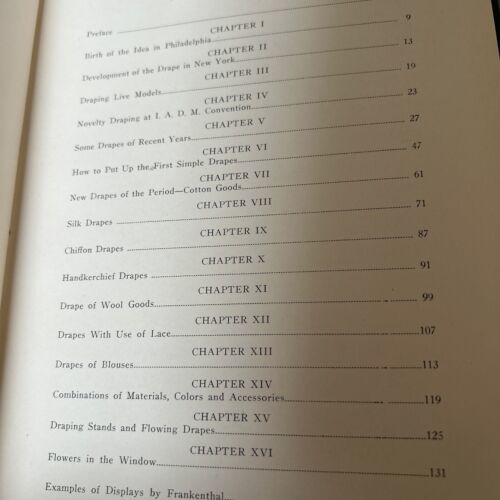 Preface
CHAPTER I
Birth of the Idea in Philadelphia 9
CHAPTER II
Development of the Drape in New York 13
CHAPTER III
Draping Live Models 19
CHAPTER IV
Novelty Draping at I. A. D. M. Convention 23
CHAPTER V
Some Drapes of Recent Years 27
CHAPTER VI
How to Put Up the First Simple Drapes 47
CHAPTER VII
New Drapes of the Period—Cotton Goods 61
CHAPTER VIII
Silk Drapes 71
CHAPTER IX
Chiffon Drapes 87
CHAPTER X
Handkerchief Drapes 91
CHAPTER XI
Drape of Wool Goods 99
CHAPTER XII
Drapes With Use of Lace 107
CHAPTER XIII
Drapes of Blouses 113
CHAPTER XIV
Combinations of Materials, Colors and Accessories 119
CHAPTER XV
Draping Stands and Flowing Drapes 125
CHAPTER XVI
Flowers in the Window 131
Examples of Displays by Frankenthal